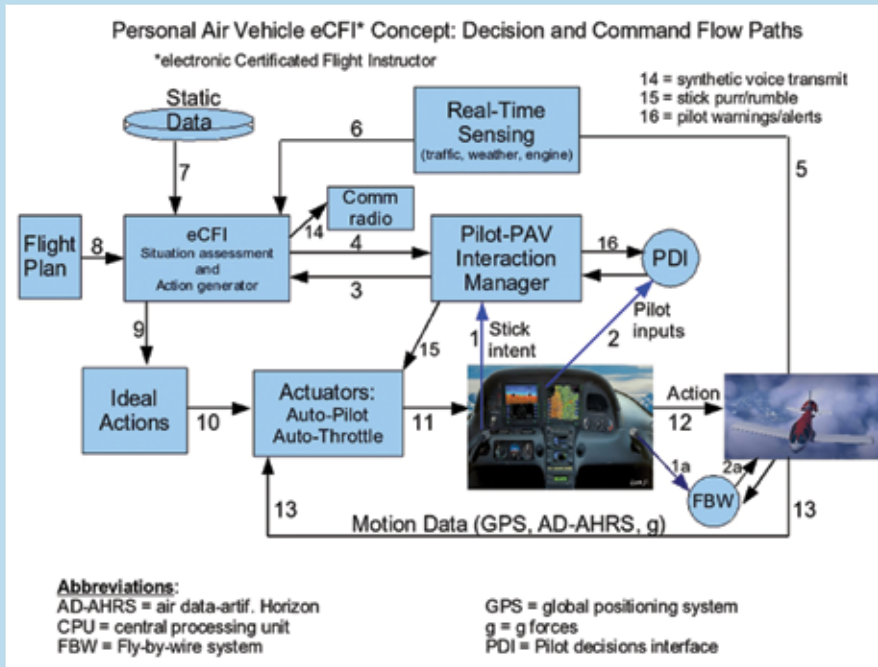 Personal Air Vehicle eCFI* Concept: Decision and Command Flow Paths
*electronic Certificated Flight Instructor
14 = synthetic voice transmit
15 = stick purr/rumble
16 = pilot warnings/alerts
Static
Data
Real-Time
Sensing
(traffic, weather, engine)
6
5
7
Comm
radio
14
Flight
Plan
8
eCFI
Situation assessment
and
Action generator
4
3
Pilot-PAV
Interaction
Manager
16
PDI
9
15
1
Stick
intent
2
Pilot
inputs
Ideal
Actions
10
Actuators:
Auto-Pilot
Auto-Throttle
11
Action
12
1a
2a
FBW
13
13
Motion Data (GPS, AD-AHRS, g)
Abbreviations:
AD-AHRS = air data-artif. Horizon
CPU = central processing unit
FBW = Fly-by-wire system
GPS = global positioning system
g = g forces
PDI = Pilot decisions interface